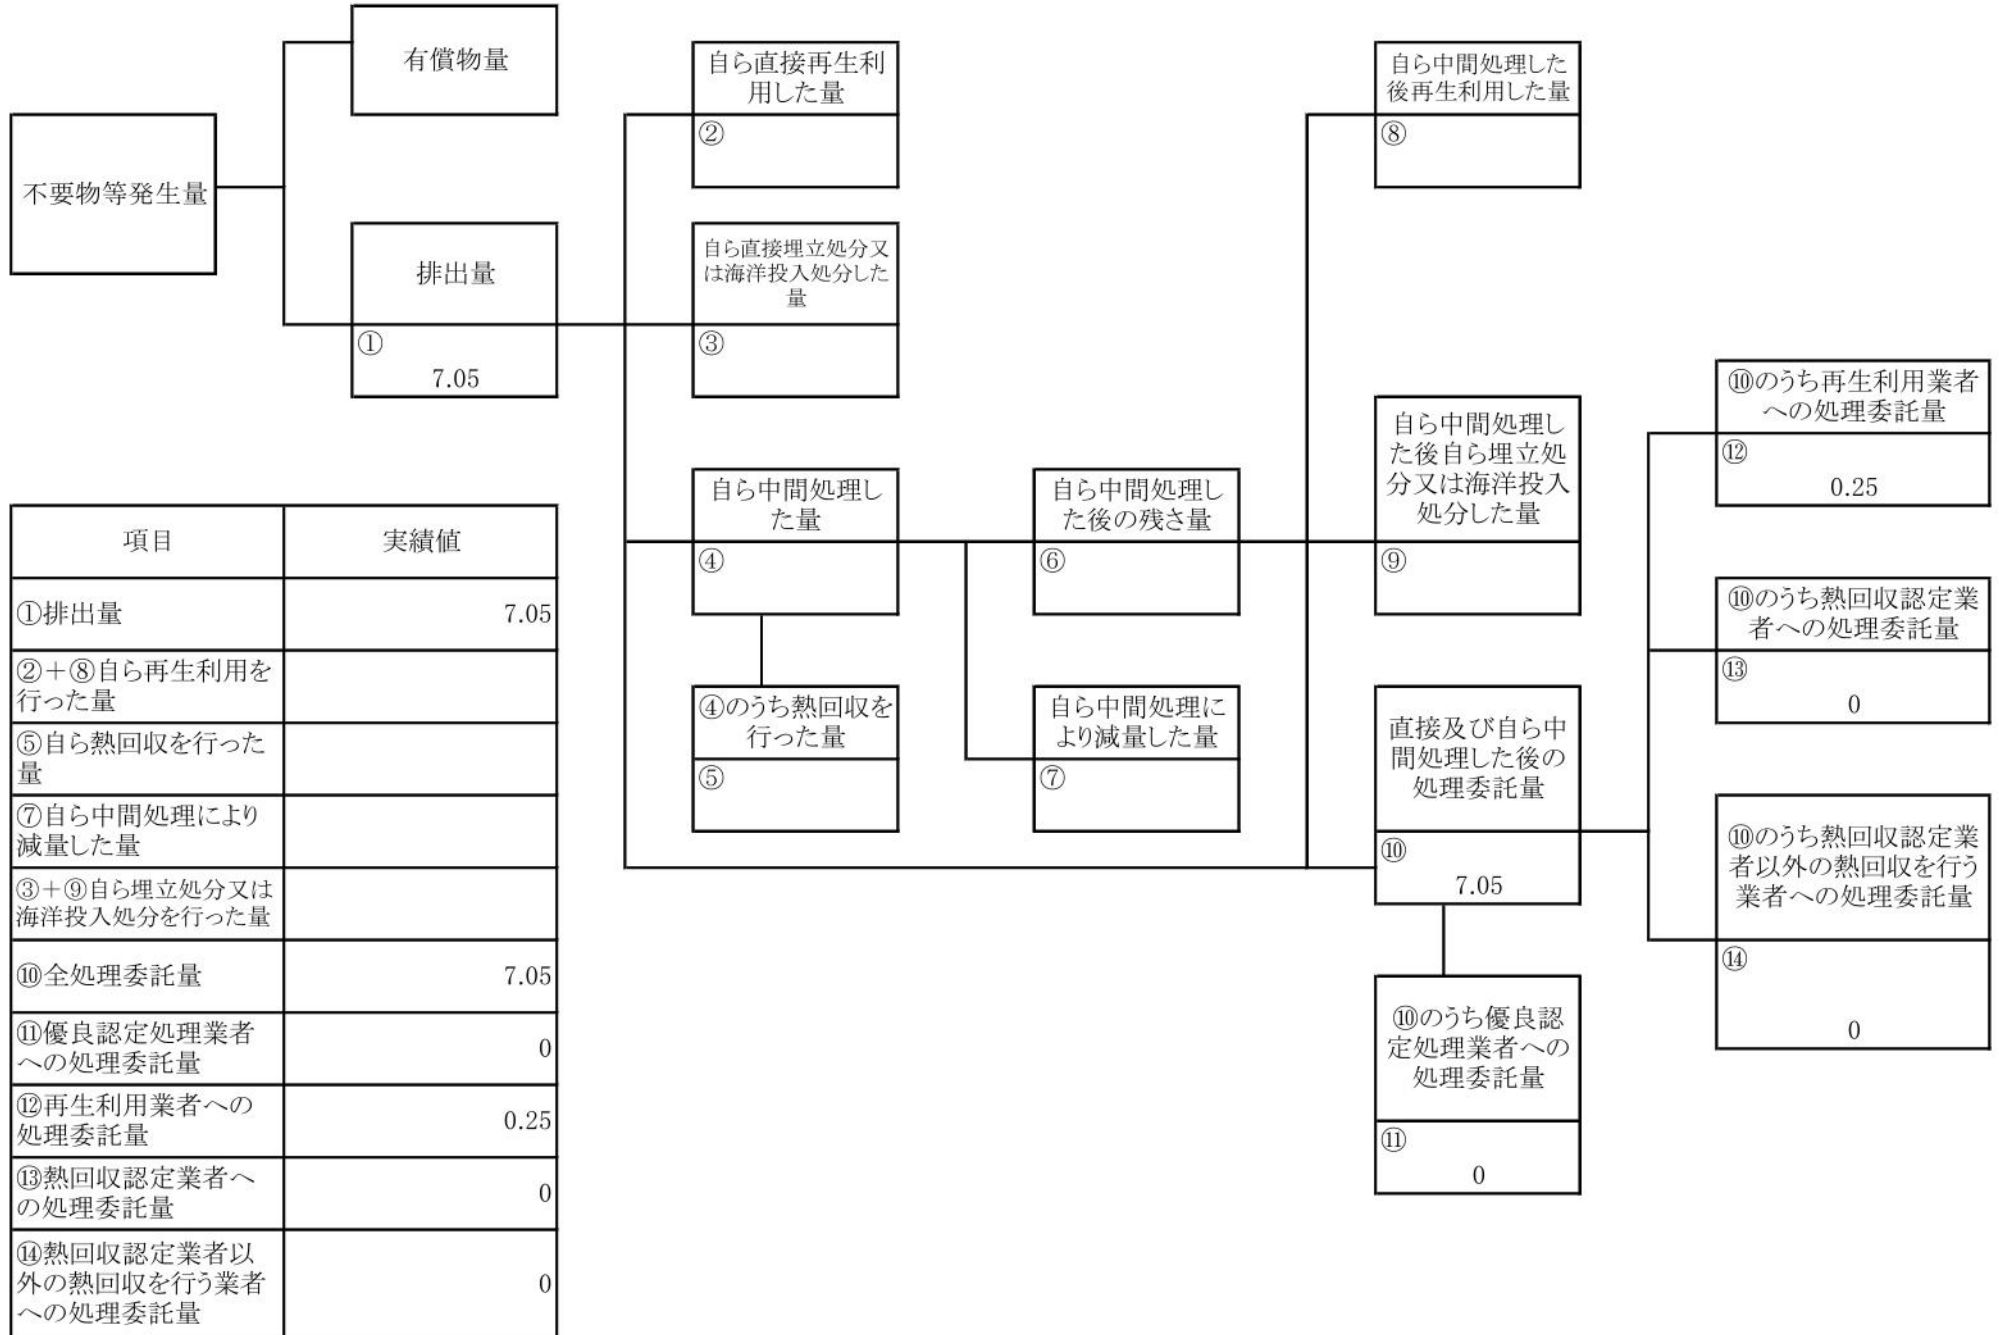 有償物量
不要物等発生量
排出量
①
7.05
自ら直接再生利
用した量
②
自ら直接埋立処分又
は海洋投入処分した
量
③
自ら中間処理し
た量
④
④のうち熱回収を
行った量
⑤
自ら中間処理し
た後の残さ量
⑥
自ら中間処理に
より減量した量
⑦
自ら中間処理した
後再生利用した量
⑧
自ら中間処理し
た後自ら埋立処
分又は海洋投入
処分した量
⑨
直接及び自ら中
間処理した後の
処理委託量
⑩
7.05
⑩のうち優良認
定処理業者への
処理委託量
⑪
0
⑩のうち再生利用業者
への処理委託量
⑫
0.25
⑩のうち熱回収認定業
者への処理委託量
⑬
0
⑩のうち熱回収認定業
者以外の熱回収を行う
業者への処理委託量
⑭
0
項目 実績値
①排出量 7.05
②＋⑧自ら再生利用を
行った量
⑤自ら熱回収を行った
量
⑦自ら中間処理により
減量した量
③＋⑨自ら埋立処分又は
海洋投入処分を行った量
⑩全処理委託量 7.05
⑪優良認定処理業者
への処理委託量 0
⑫再生利用業者への
処理委託量 0.25
⑬熱回収認定業者へ
の処理委託量 0
⑭熱回収認定業者以
外の熱回収を行う業者 0
への処理委託量